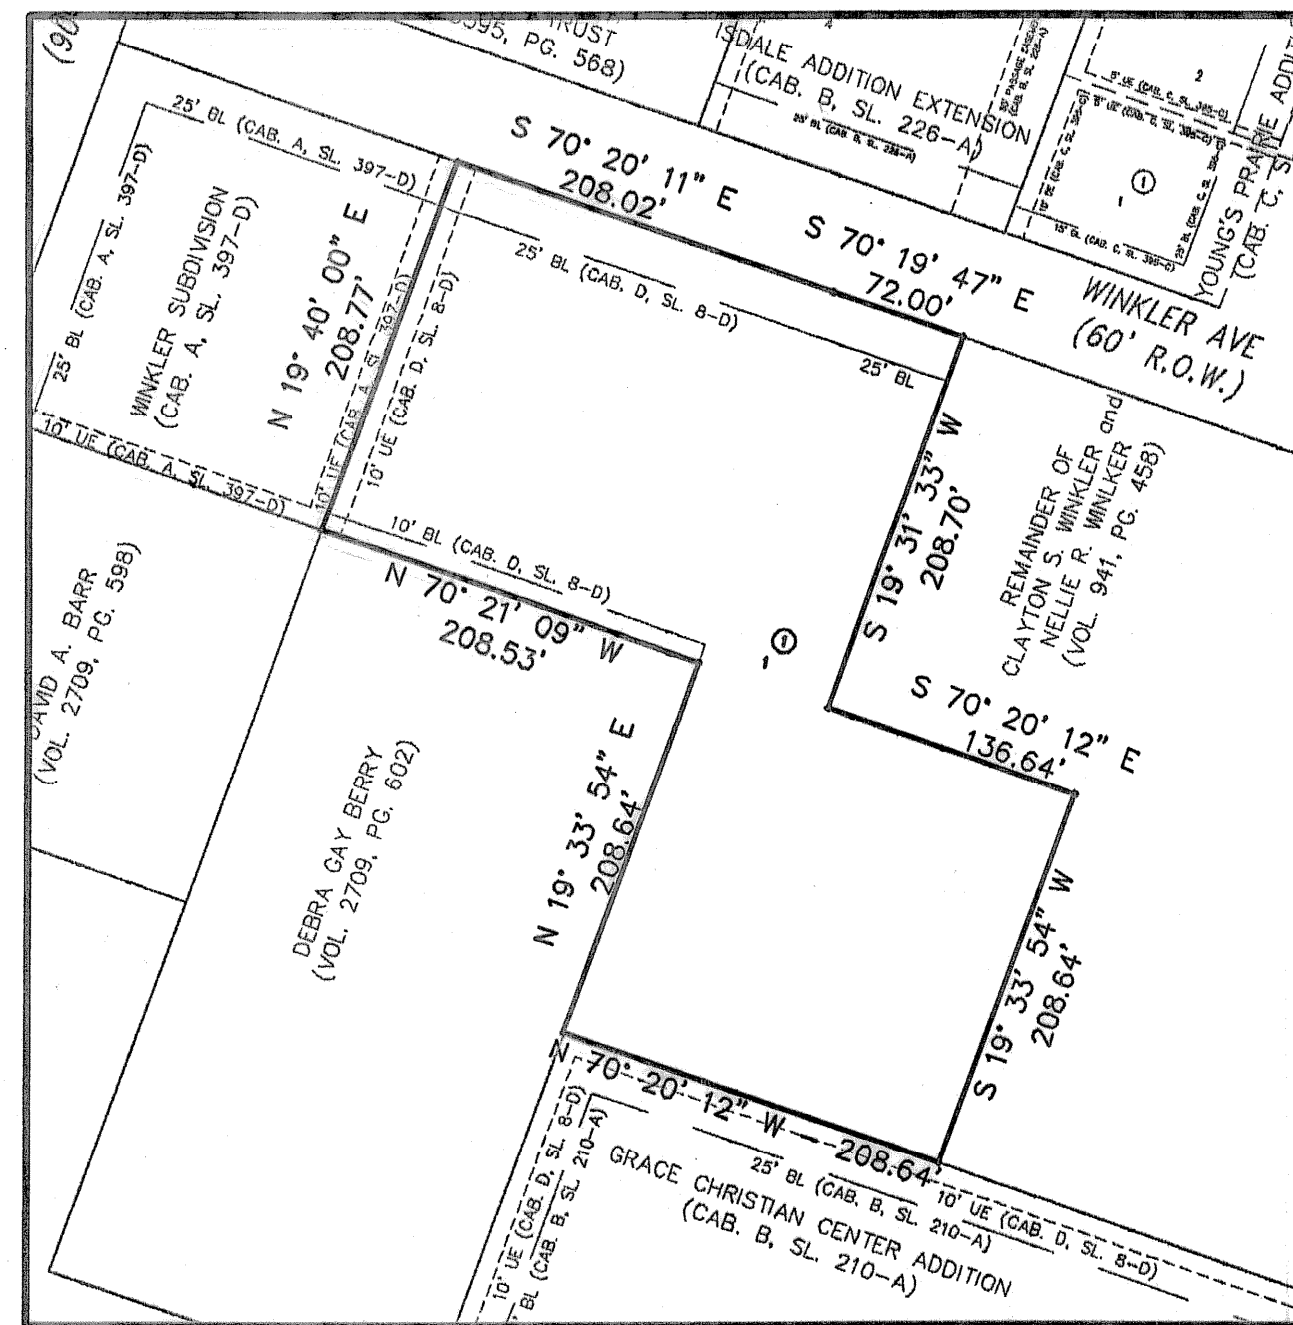 (90
TRUST
PG. 568)
ISDALE ADDITION EXTENSION
(CAB. B, SL. 226-A)
25' BL (CAB. B, SL. 226-A)
2
1
①
YOUNG'S PRAIRIE ADDIT
(CAB. C, S
25' BL (CAB. A, SL. 397-D)
25' BL (CAB. A, SL. 397-D)
WINKLER SUBDIVISION
(CAB. A, SL. 397-D)
10' UE (CAB. A, SL. 397-D)
N 19° 40' 00" E
208.77'
10' UE (CAB. A, SL. 397-D)
10' UE (CAB. D, SL. 8-D)
S 70° 20' 11" E
208.02'
S 70° 19' 47" E
72.00'
25' BL (CAB. D, SL. 8-D)
25' BL
WINKLER AVE
(60' R.O.W.)
S 19° 31' 33" W
208.70'
REMAINDER OF
CLAYTON S. WINKLER and
NELLIE R. WINLKER
(VOL. 941, PG. 458)
10' BL (CAB. D, SL. 8-D)
N 70° 21' 09" W
208.53'
1 ①
S 70° 20' 12" E
136.64'
DAVID A. BARR
(VOL. 2709, PG. 598)
DEBRA GAY BERRY
(VOL. 2709, PG. 602)
N 19° 33' 54" E
208.64'
S 19° 33' 54" W
208.64'
N 70° 20' 12" W - 208.64'
25' BL (CAB. B, SL. 210-A)
10' UE (CAB. D, SL. 8-D)
GRACE CHRISTIAN CENTER ADDITION
(CAB. B, SL. 210-A)
10' UE (CAB. D, SL. 8-D)
' BL (CAB. B, SL. 210-A)